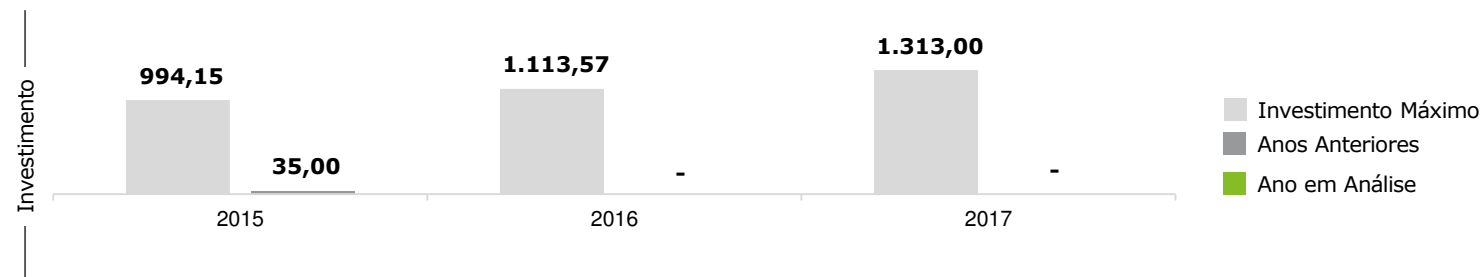 Investimento
994,15
35,00
1.113,57
-
1.313,00
-
2015
2016
2017
Investimento Máximo
Anos Anteriores
Ano em Análise